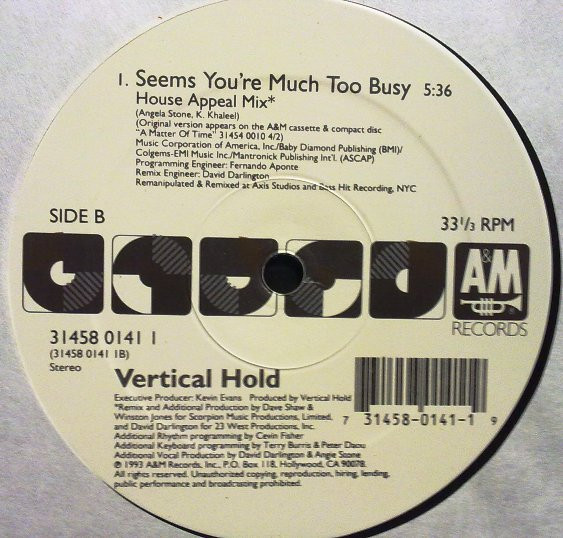 1. Seems You're Much Too Busy 5:36
House Appeal Mix*
(Angela Stone, K. Khaleel)
(Original version appears on the A&M cassette & compact disc
"A Matter Of Time" 31454 0010 4/2)
Music Corporation of America, Inc./Baby Diamond Publishing (BMI)/
Colgems-EMI Music Inc./Mantronick Publishing Int'l. (ASCAP)
Programming Engineer: Fernando Aponte
Remix Engineer: David Darlington
Remanipulated & Remixed at Axis Studios and Bass Hit Recording, NYC
SIDE B
33 1/3 RPM
A&M
RECORDS
31458 0141 1
(31458 0141 1B)
Stereo
Vertical Hold
Executive Producer: Kevin Evans Produced by Vertical Hold
*Remix and Additional Production by Dave Shaw &
Winston Jones for Scorpion Music Productions, Limited.
and David Darlington for 23 West Productions, Inc.
Additional Rhythm programming by Cevin Fisher
Additional Keyboard programming by Terry Burris & Peter Daou
Additional Vocal Production by David Darlington & Angie Stone
℗ 1993 A&M Records, Inc., P.O. Box 118, Hollywood, CA 90078.
All rights reserved. Unauthorized copying, reproduction, hiring, lending,
public performance and broadcasting prohibited.
7 31458-0141-1 9